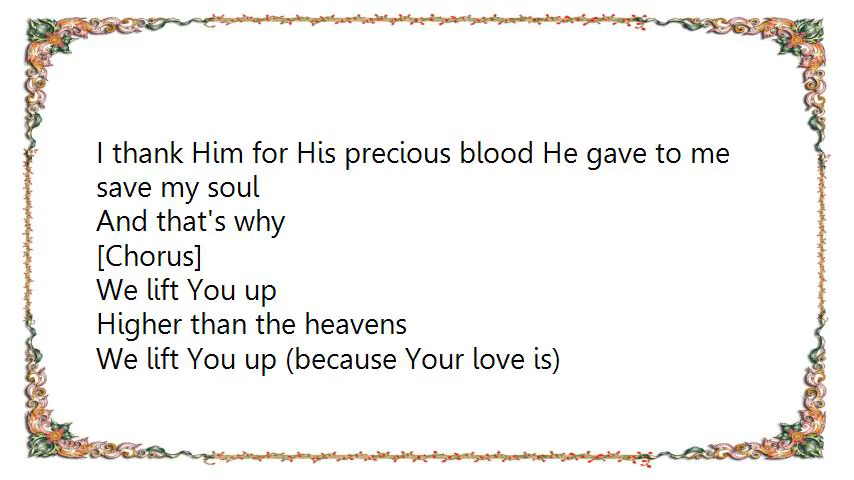 I thank Him for His precious blood He gave to me
save my soul
And that's why
[Chorus]
We lift You up
Higher than the heavens
We lift You up (because Your love is)